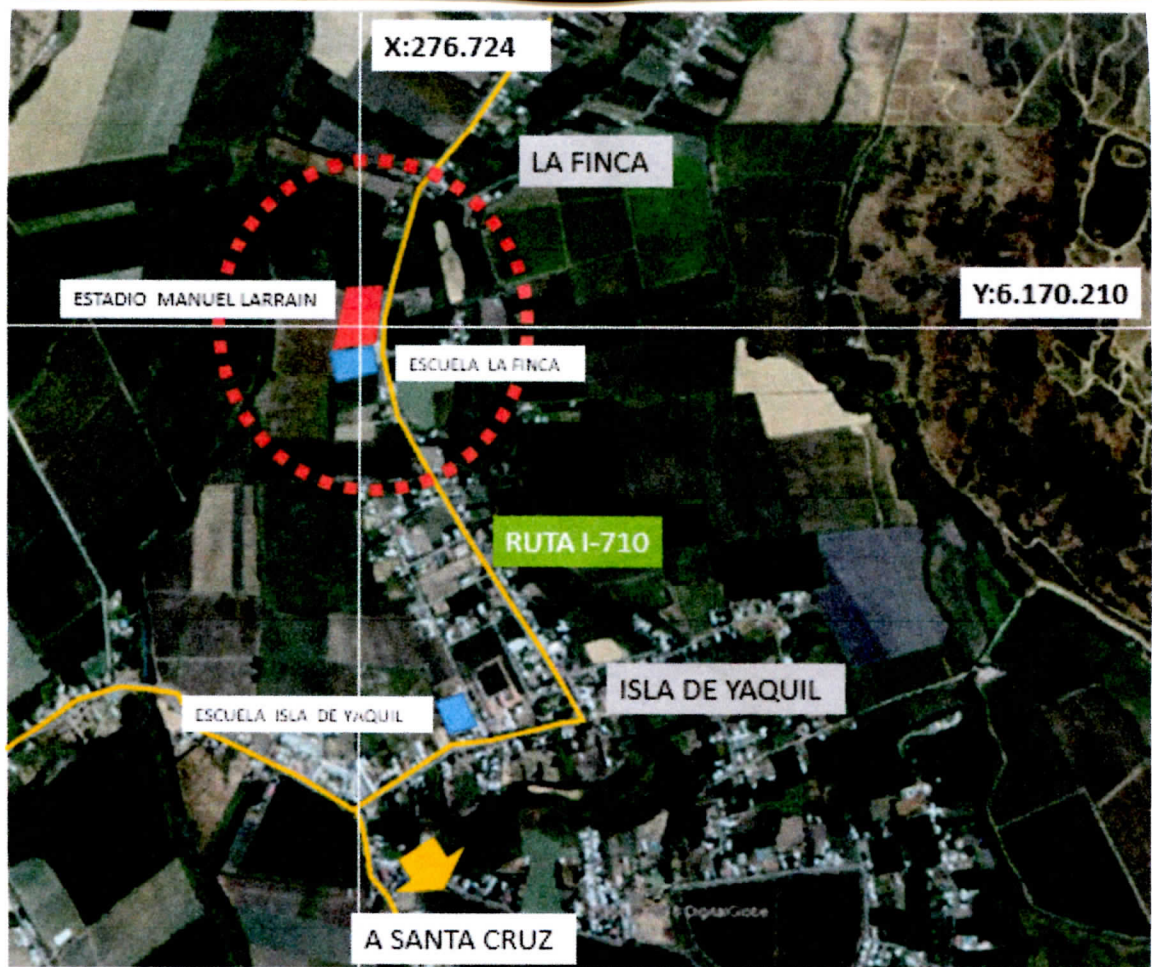 X:276.724
LA FINCA
ESTADIO MANUEL LARRAIN
Y:6.170.210
ESCUELA LA FINCA
RUTA I-710
ISLA DE YAQUIL
ESCUELA ISLA DE YAQUIL
DigitalGlobe
A SANTA CRUZ